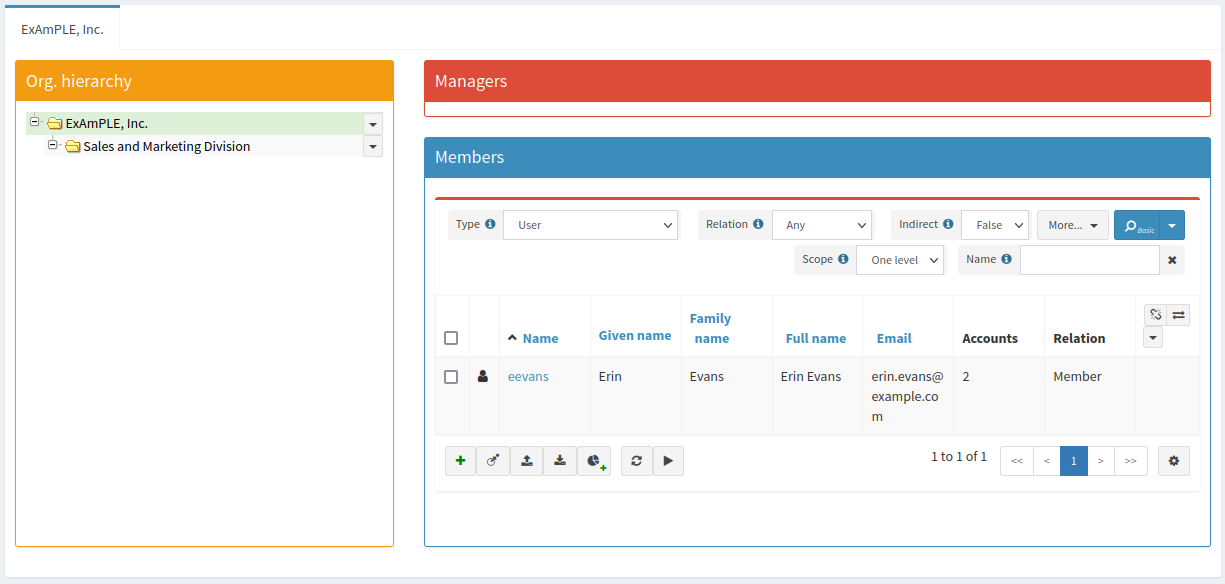 ExAmPLE, Inc.
Org. hierarchy
ExAmPLE, Inc.
Sales and Marketing Division
Managers
Members
Type User Relation Any Indirect False More... Basic
Scope One level Name
Name Given name Family name Full name Email Accounts Relation
eevans Erin Evans Erin Evans erin.evans@ 2 Member
example.co
m
1 to 1 of 1 << < 1 > >>